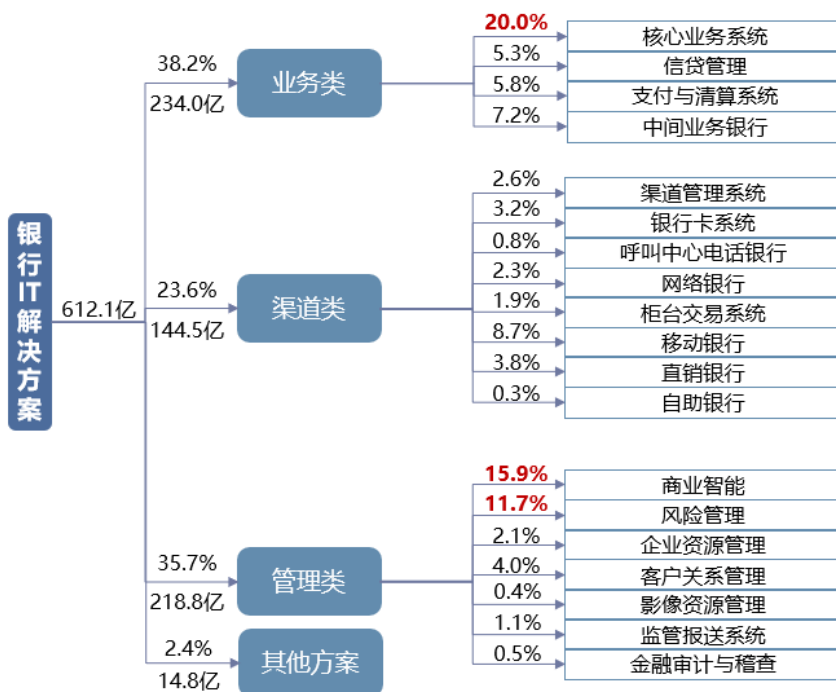 银行IT解决方案
612.1亿
38.2%
234.0亿
业务类
20.0%
核心业务系统
5.3%
信贷管理
5.8%
支付与清算系统
7.2%
中间业务银行
23.6%
144.5亿
渠道类
2.6%
渠道管理系统
3.2%
银行卡系统
0.8%
呼叫中心电话银行
2.3%
网络银行
1.9%
柜台交易系统
8.7%
移动银行
3.8%
直销银行
0.3%
自助银行
35.7%
218.8亿
管理类
15.9%
商业智能
11.7%
风险管理
2.1%
企业资源管理
4.0%
客户关系管理
0.4%
影像资源管理
1.1%
监管报送系统
0.5%
金融审计与稽查
2.4%
14.8亿
其他方案